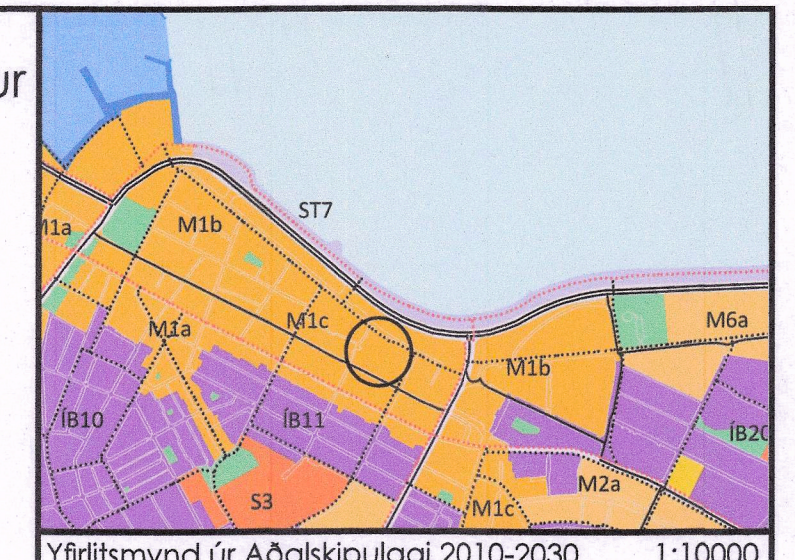 ur
ST7
M1b
M1a
M1c
M6a
M1a
M1b
ÍB10
ÍB11
ÍB20
M2a
S3
M1c
Yfirlitsmynd úr Aðalskipulagi 2010-2030 1:10000